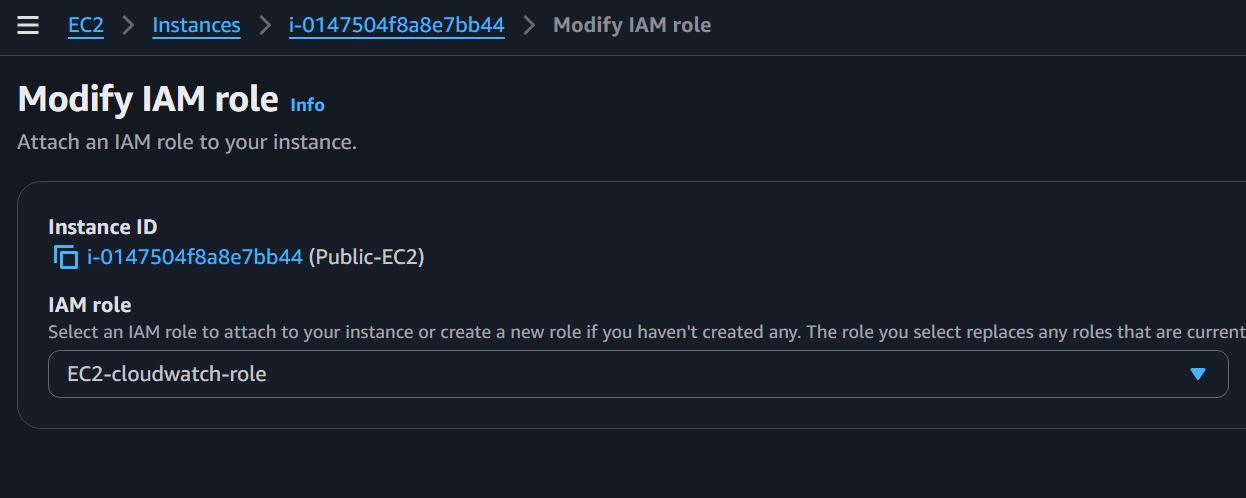 EC2 > Instances > i-0147504f8a8e7bb44 > Modify IAM role
Modify IAM role Info
Attach an IAM role to your instance.
Instance ID
i-0147504f8a8e7bb44 (Public-EC2)
IAM role
Select an IAM role to attach to your instance or create a new role if you haven't created any. The role you select replaces any roles that are current
EC2-cloudwatch-role